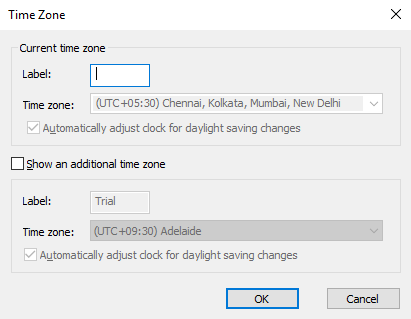 Time Zone
Current time zone
Label:
Time zone: (UTC+05:30) Chennai, Kolkata, Mumbai, New Delhi
Automatically adjust clock for daylight saving changes
Show an additional time zone
Label: Trial
Time zone: (UTC+09:30) Adelaide
Automatically adjust clock for daylight saving changes
OK Cancel